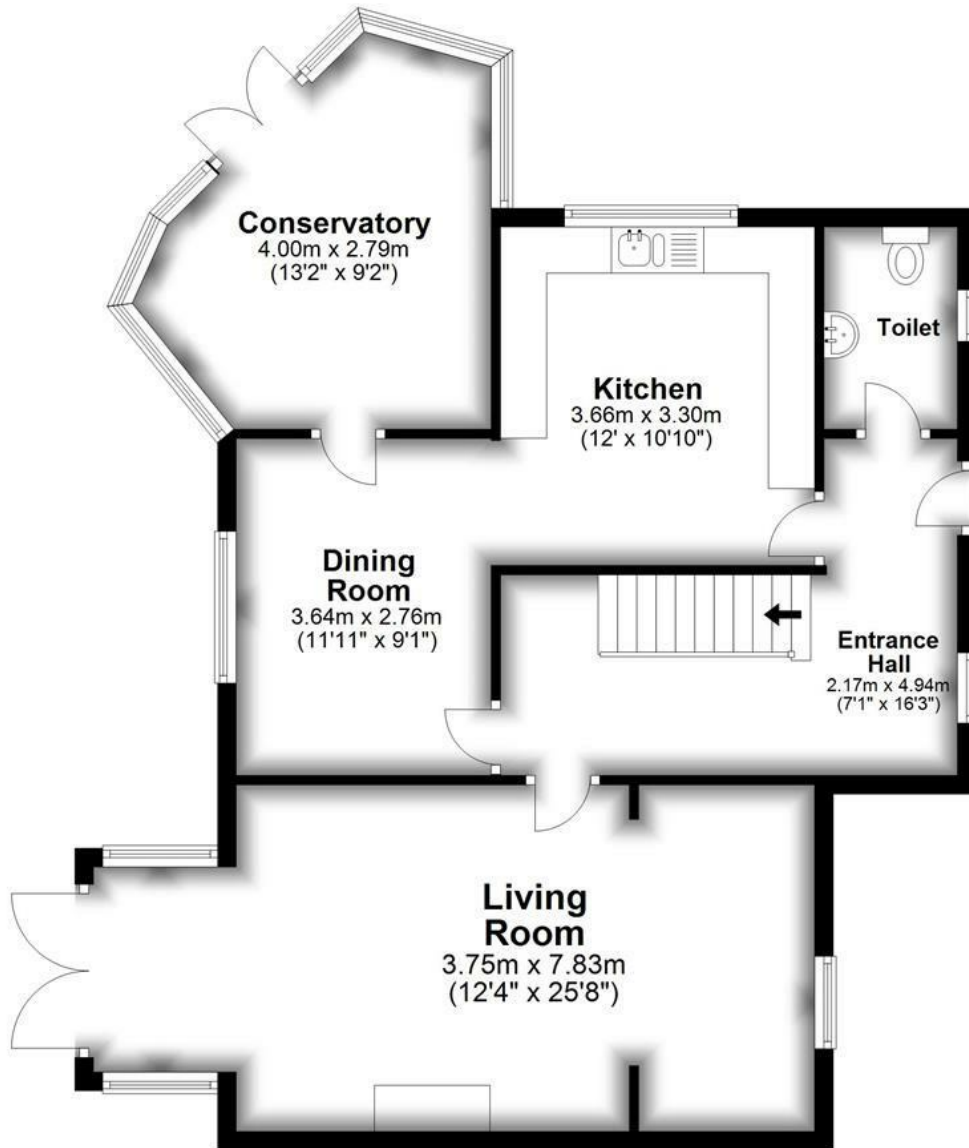 Conservatory
4.00m x 2.79m
(13'2" x 9'2")
Kitchen
3.66m x 3.30m
(12' x 10'10")
Toilet
Dining
Room
3.64m x 2.76m
(11'11" x 9'1")
Entrance
Hall
2.17m x 4.94m
(7'1" x 16'3")
Living
Room
3.75m x 7.83m
(12'4" x 25'8")